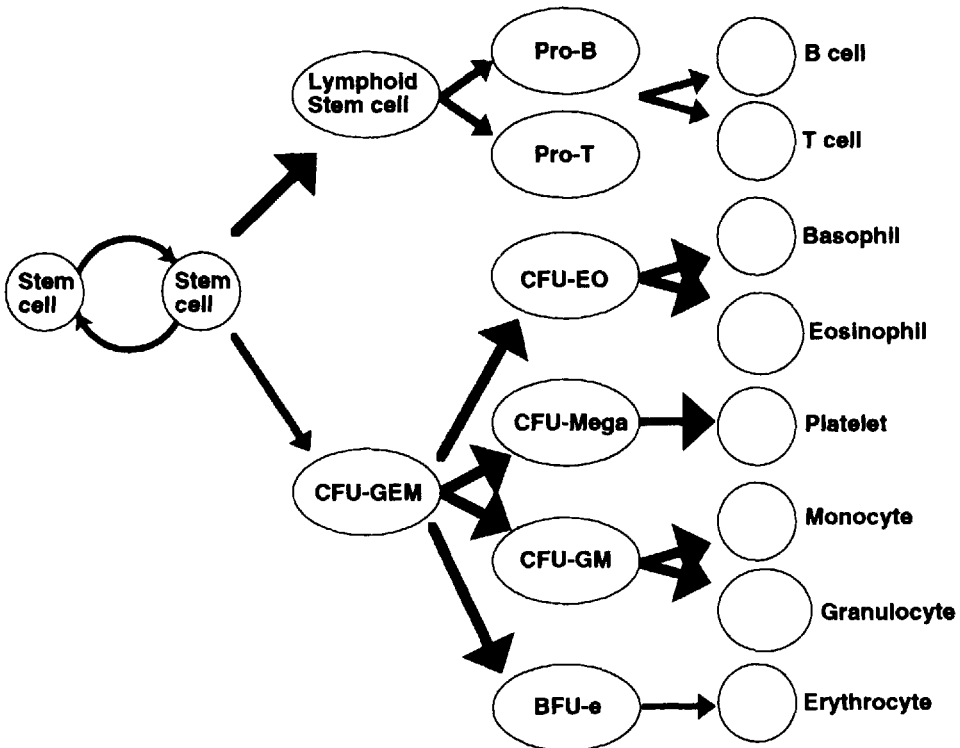 Pro-B
B cell
Lymphoid
Stem cell
Pro-T
T cell
Basophil
Stem
cell
Stem
cell
CFU-EO
Eosinophil
CFU-Mega
Platelet
CFU-GEM
Monocyte
CFU-GM
Granulocyte
BFU-e
Erythrocyte